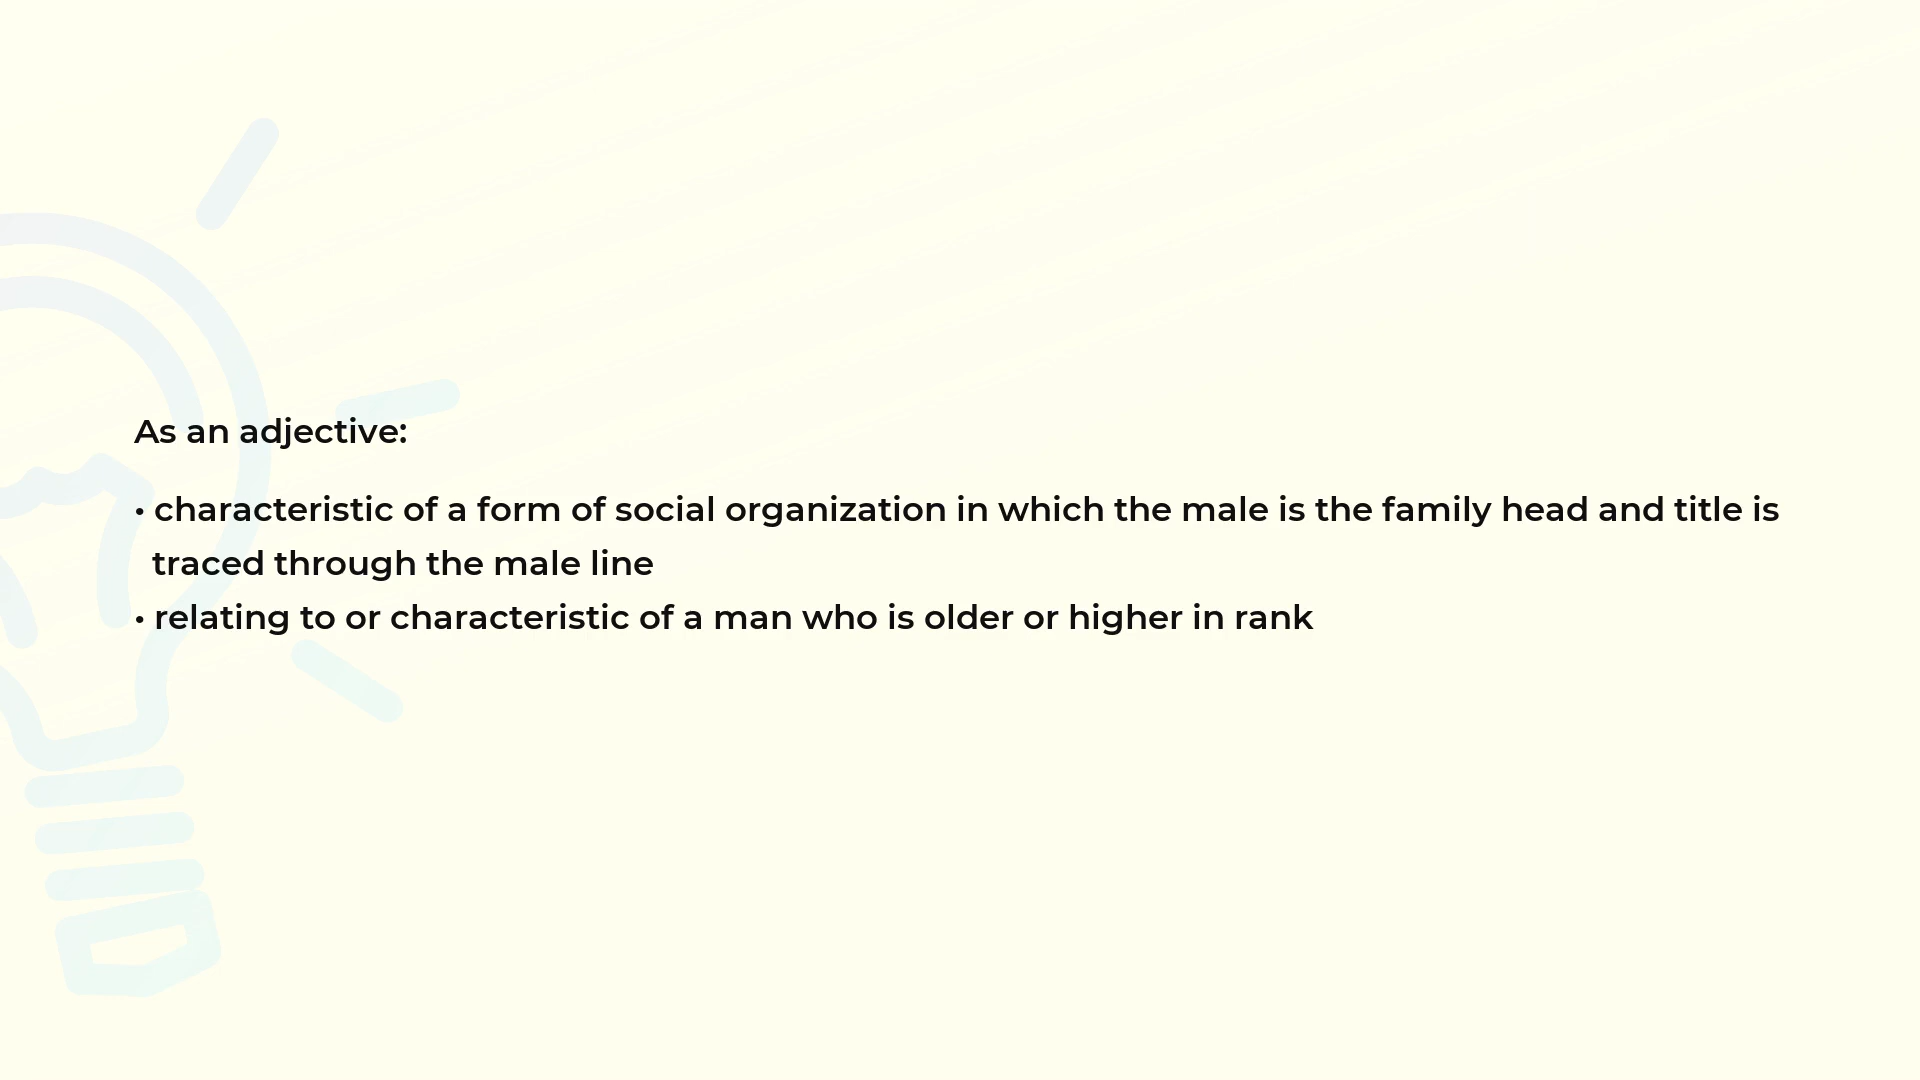 As an adjective:
• characteristic of a form of social organization in which the male is the family head and title is
traced through the male line
• relating to or characteristic of a man who is older or higher in rank